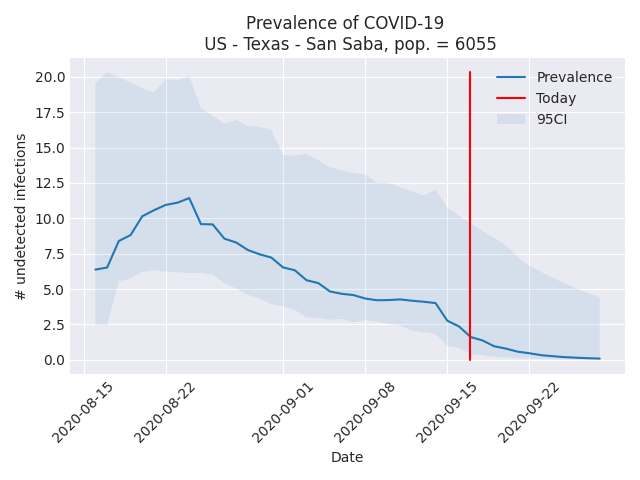 Prevalence of COVID-19
US - Texas - San Saba, pop. = 6055
20.0
17.5
15.0
12.5
10.0
7.5
5.0
2.5
0.0
# undetected infections
Prevalence
Today
95CI
2020-08-15
2020-08-22
2020-09-01
2020-09-08
2020-09-15
2020-09-22
Date